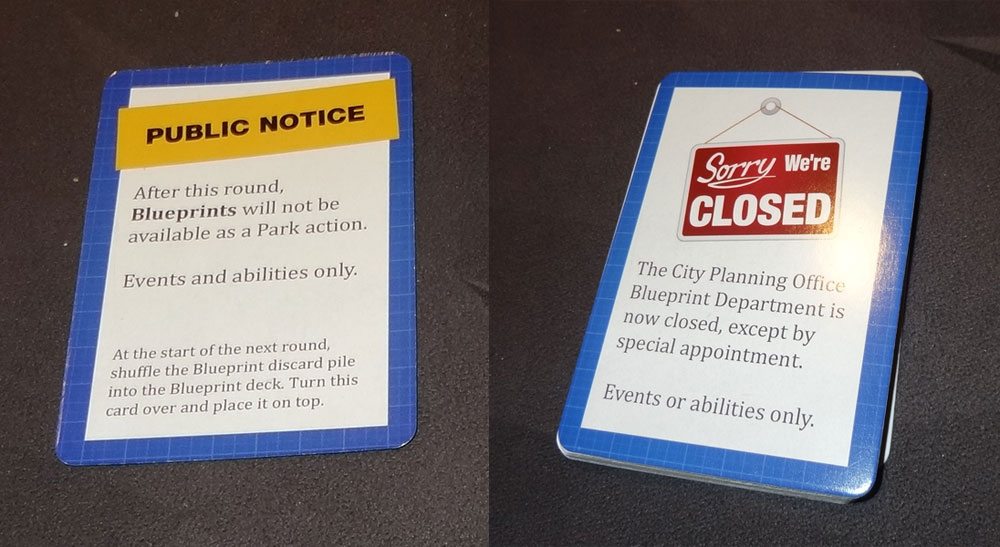 PUBLIC NOTICE
After this round,
Blueprints will not be
available as a Park action.
Events and abilities only.
At the start of the next round,
shuffle the Blueprint discard pile
into the Blueprint deck. Turn this
card over and place it on top.
Sorry We're
CLOSED
The City Planning Office
Blueprint Department is
now closed, except by
special appointment.
Events or abilities only.